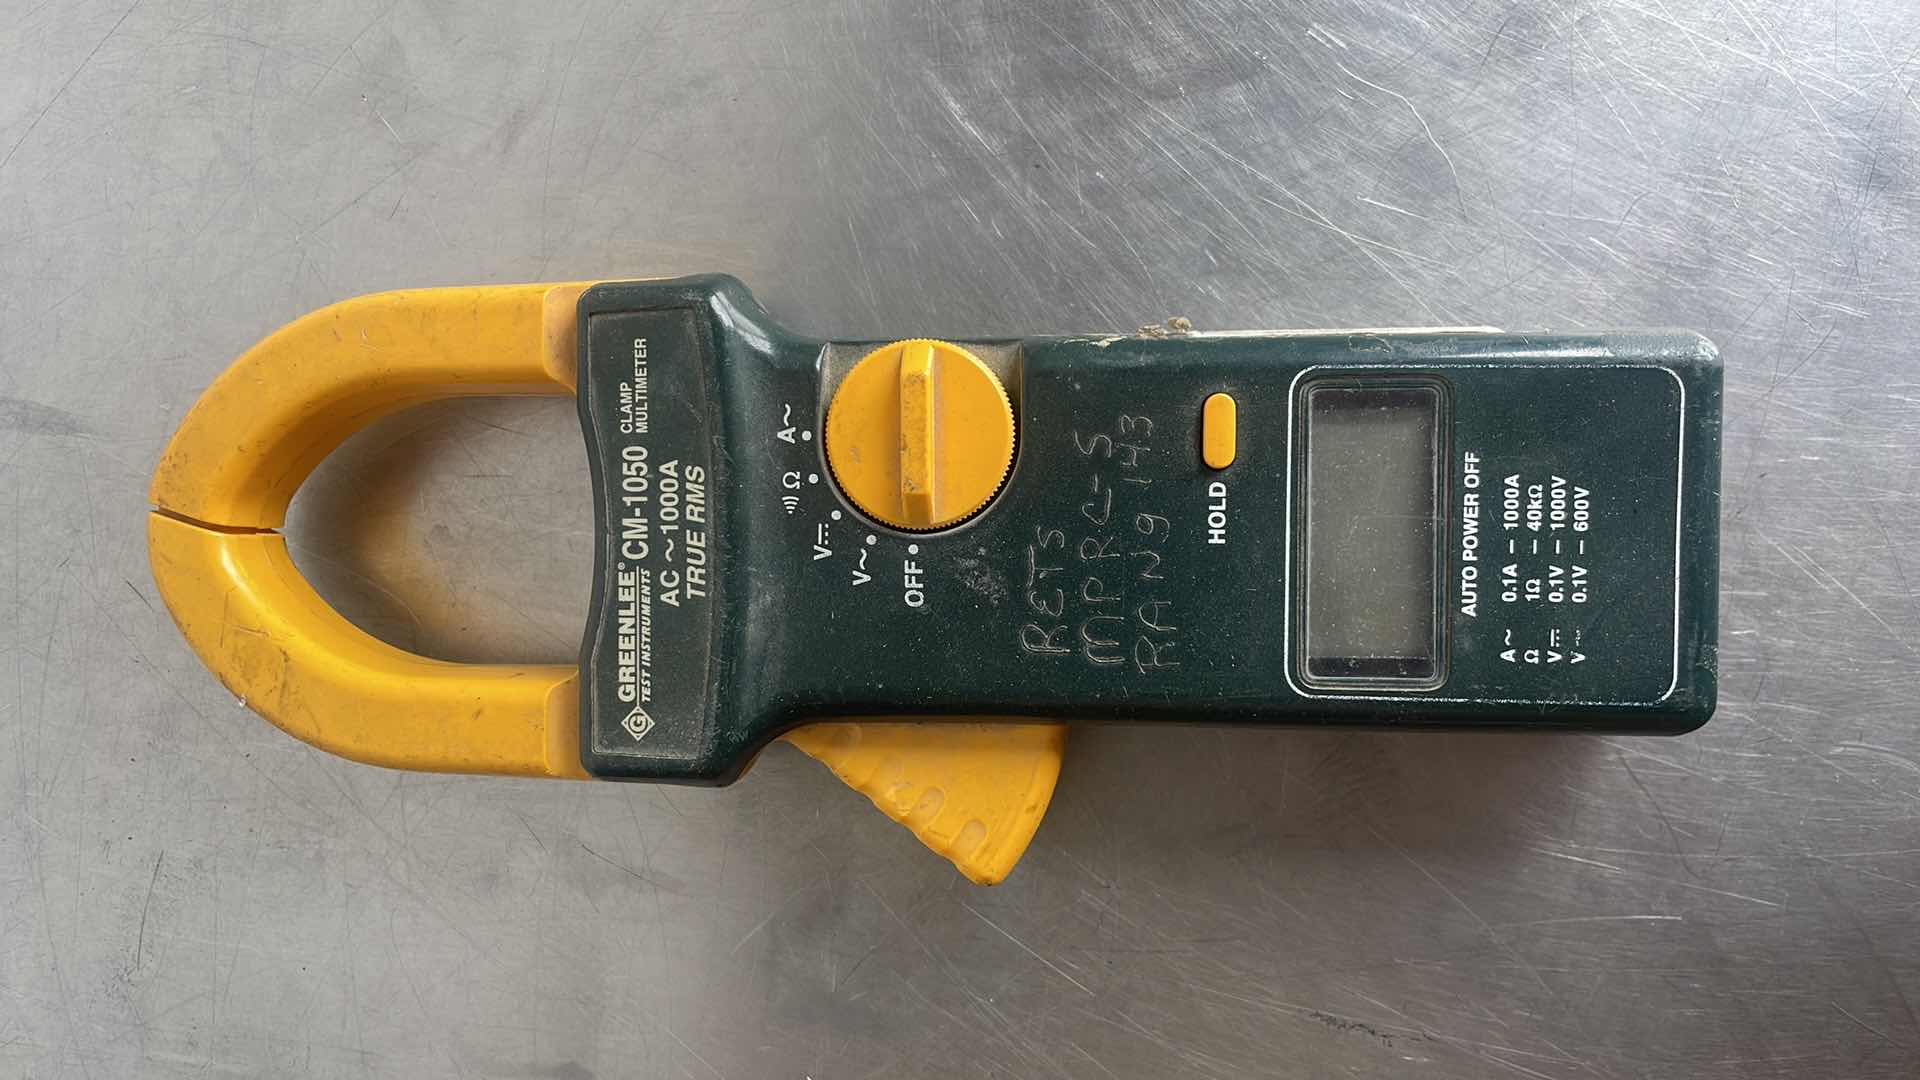 GREENLEE® CM-1050 CLAMP MULTIMETER
TEST INSTRUMENTS
AC ~ 1000A
TRUE RMS
A~
Ω
V⎓
V~
OFF
RETS
RANG 143
HOLD
AUTO POWER OFF
A ~ 0.1A – 1000A
Ω 1Ω – 40kΩ
V⎓ 0.1V – 1000V
V~ 0.1V – 600V